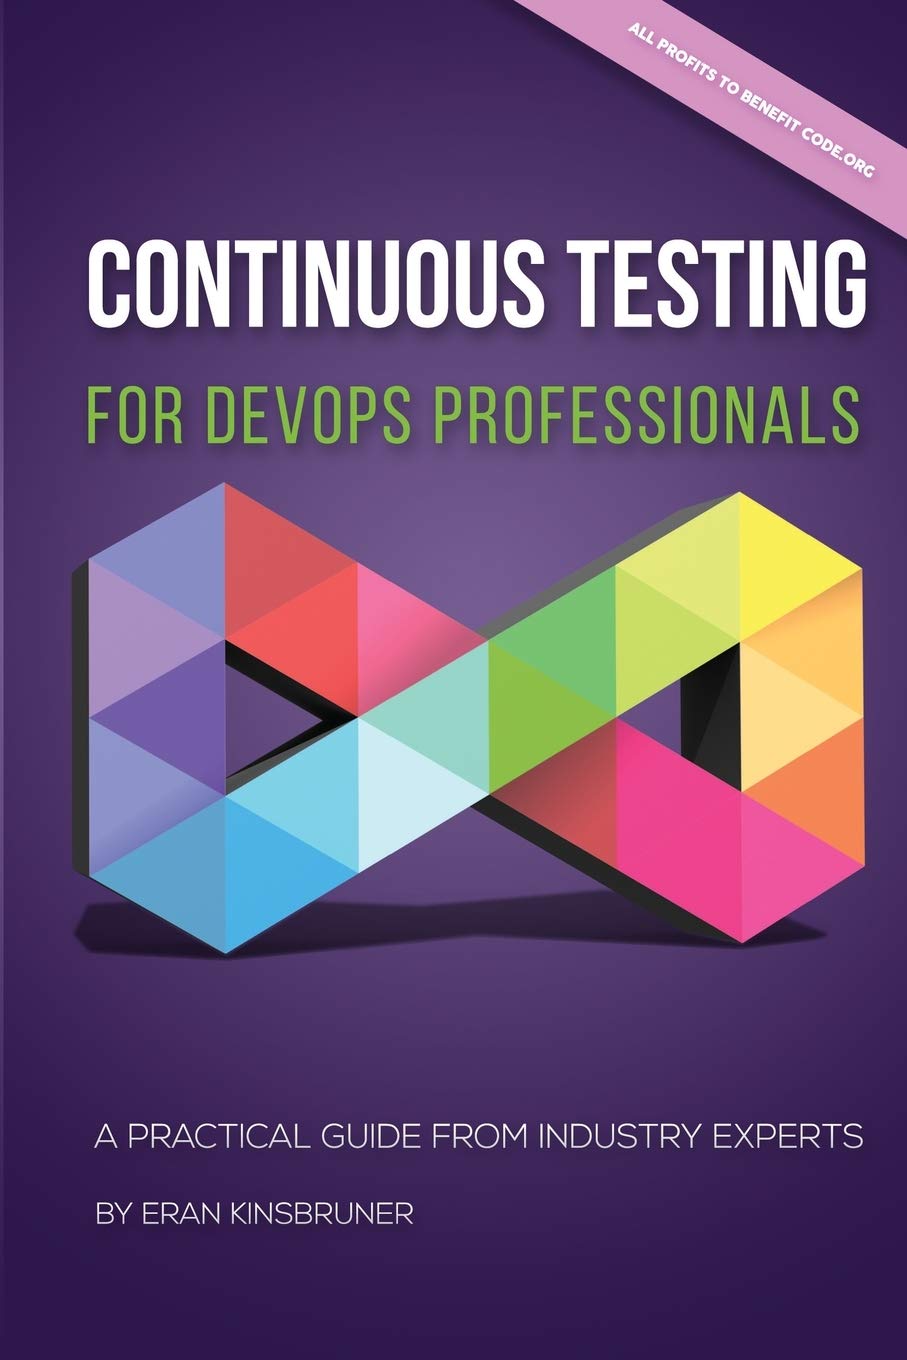 ALL PROFITS TO BENEFIT CODE.ORG
CONTINUOUS TESTING
FOR DEVOPS PROFESSIONALS
A PRACTICAL GUIDE FROM INDUSTRY EXPERTS
BY ERAN KINSBRUNER